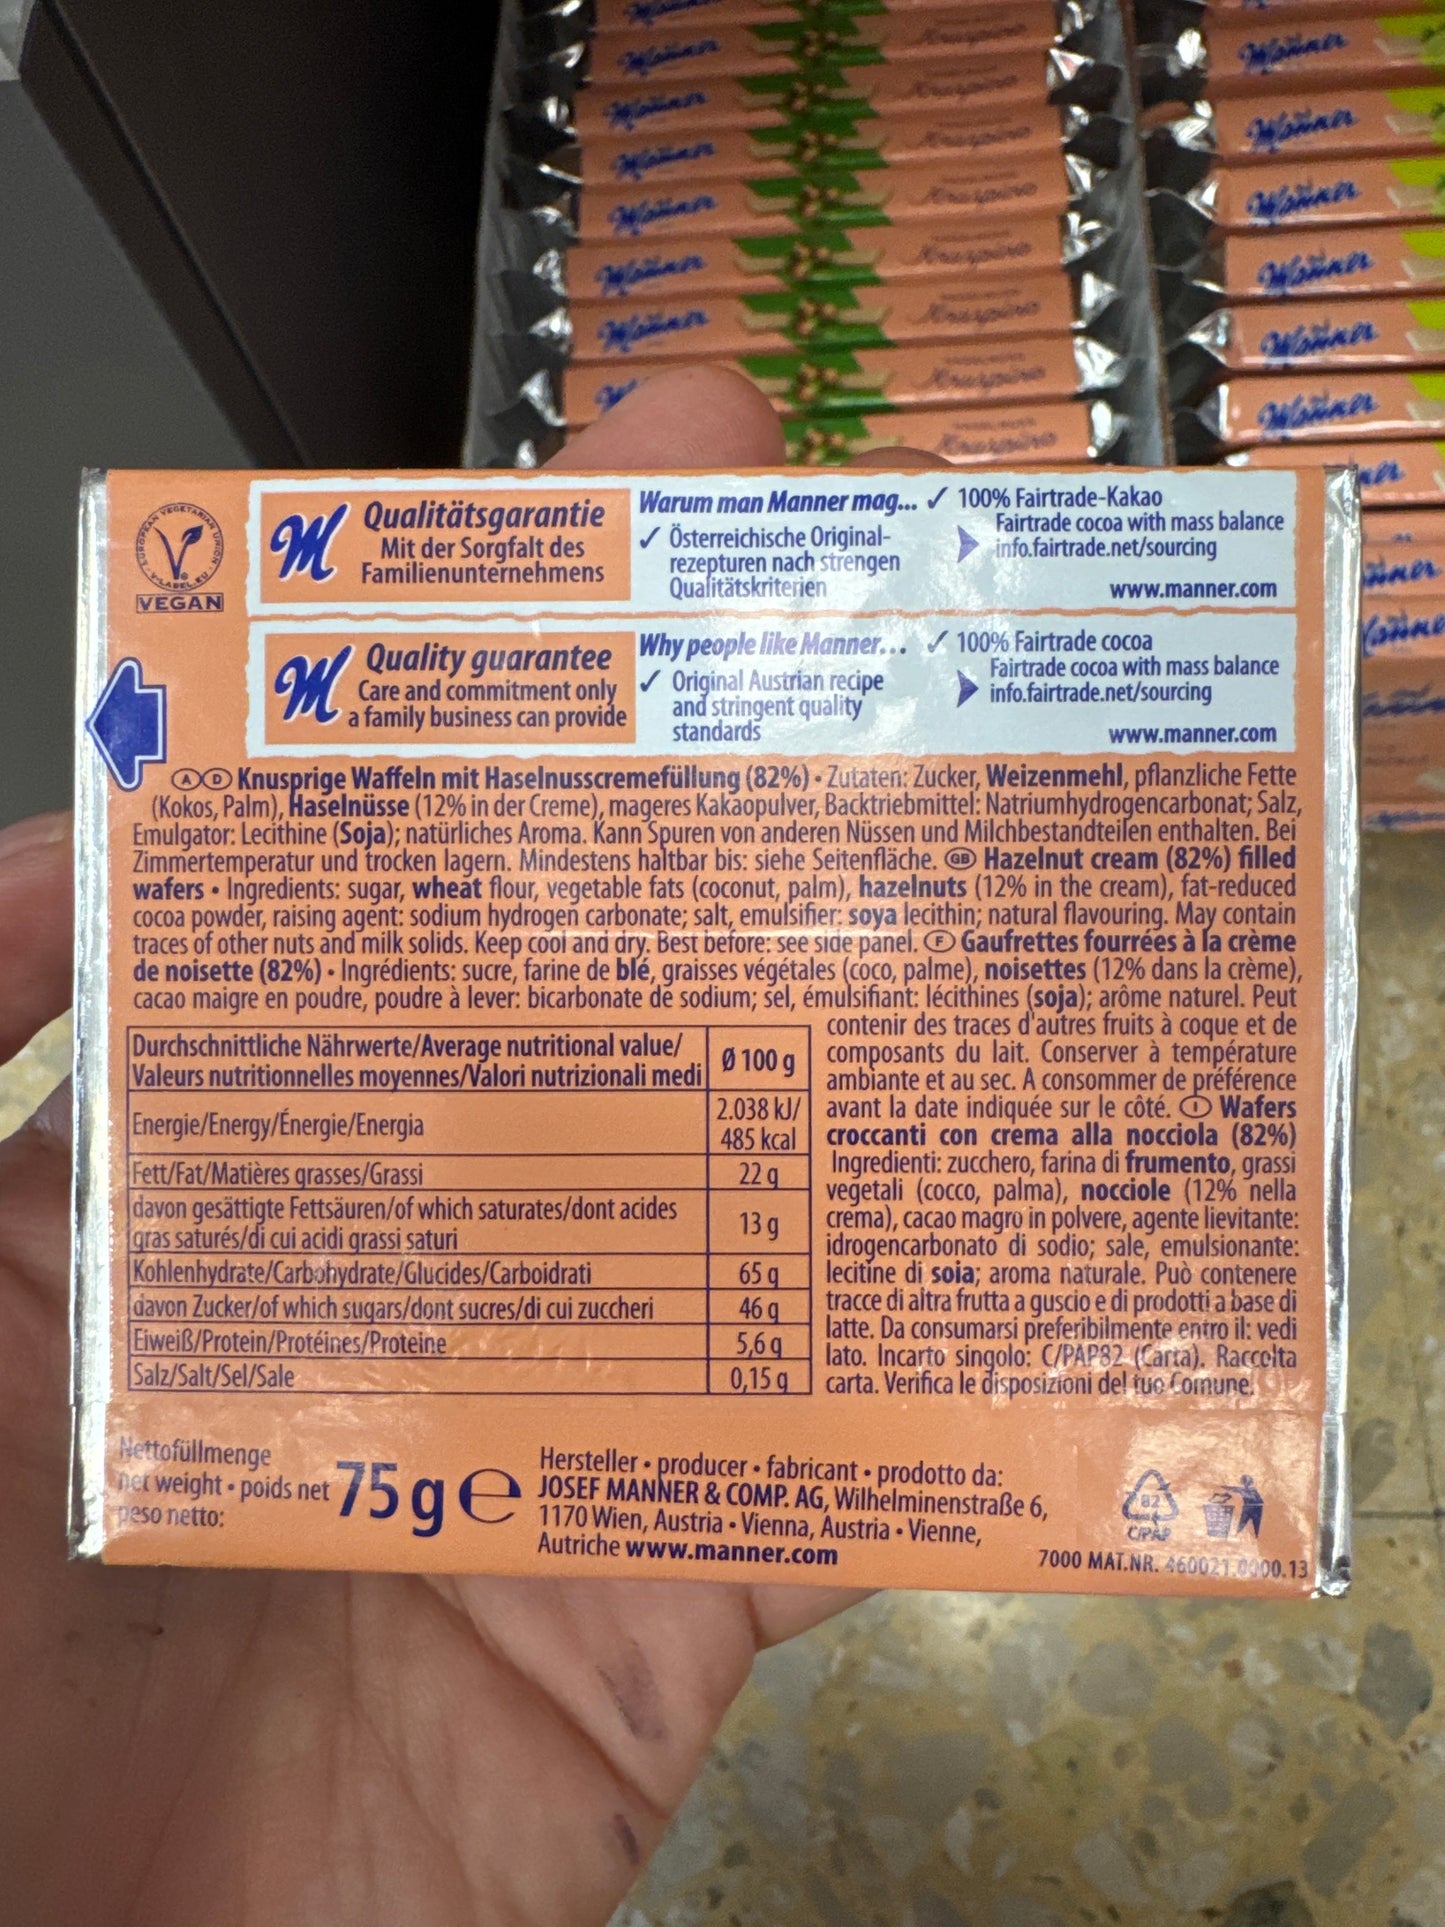 Manner
Manner
Manner
Manner
Manner
Manner
Knuspino
Knuspino
Knuspino
Knuspino
Manner
Manner
Manner
Manner
Manner
Manner
EUROPEAN VEGETARIAN UNION
V-LABEL.EU
VEGAN
M Qualitätsgarantie
Mit der Sorgfalt des
Familienunternehmens
Warum man Manner mag...
✓ Österreichische Original-
rezepturen nach strengen
Qualitätskriterien
✓ 100% Fairtrade-Kakao
Fairtrade cocoa with mass balance
info.fairtrade.net/sourcing
www.manner.com
M Quality guarantee
Care and commitment only
a family business can provide
Why people like Manner...
✓ Original Austrian recipe
and stringent quality
standards
✓ 100% Fairtrade cocoa
Fairtrade cocoa with mass balance
info.fairtrade.net/sourcing
www.manner.com
A D Knusprige Waffeln mit Haselnusscremefüllung (82%) • Zutaten: Zucker, Weizenmehl, pflanzliche Fette
(Kokos, Palm), Haselnüsse (12% in der Creme), mageres Kakaopulver, Backtriebmittel: Natriumhydrogencarbonat; Salz,
Emulgator: Lecithine (Soja); natürliches Aroma. Kann Spuren von anderen Nüssen und Milchbestandteilen enthalten. Bei
Zimmertemperatur und trocken lagern. Mindestens haltbar bis: siehe Seitenfläche. GB Hazelnut cream (82%) filled
wafers • Ingredients: sugar, wheat flour, vegetable fats (coconut, palm), hazelnuts (12% in the cream), fat-reduced
cocoa powder, raising agent: sodium hydrogen carbonate; salt, emulsifier: soya lecithin; natural flavouring. May contain
traces of other nuts and milk solids. Keep cool and dry. Best before: see side panel. F Gaufrettes fourrées à la crème
de noisette (82%) • Ingrédients: sucre, farine de blé, graisses végétales (coco, palme), noisettes (12% dans la crème),
cacao maigre en poudre, poudre à lever: bicarbonate de sodium; sel, émulsifiant: lécithines (soja); arôme naturel. Peut
contenir des traces d'autres fruits à coque et de
composants du lait. Conserver à température
ambiante et au sec. A consommer de préférence
avant la date indiquée sur le côté. I Wafers
croccanti con crema alla nocciola (82%)
Ingredienti: zucchero, farina di frumento, grassi
vegetali (cocco, palma), nocciole (12% nella
crema), cacao magro in polvere, agente lievitante:
idrogencarbonato di sodio; sale, emulsionante:
lecitine di soia; aroma naturale. Può contenere
tracce di altra frutta a guscio e di prodotti a base di
latte. Da consumarsi preferibilmente entro il: vedi
lato. Incarto singolo: C/PAP82 (Carta). Raccolta
carta. Verifica le disposizioni del tuo Comune.
Durchschnittliche Nährwerte/Average nutritional value/
Valeurs nutritionnelles moyennes/Valori nutrizionali medi
Ø 100 g
Energie/Energy/Énergie/Energia
2.038 kJ/
485 kcal
Fett/Fat/Matières grasses/Grassi 22 g
davon gesättigte Fettsäuren/of which saturates/dont acides
gras saturés/di cui acidi grassi saturi
13 g
Kohlenhydrate/Carbohydrate/Glucides/Carboidrati 65 g
davon Zucker/of which sugars/dont sucres/di cui zuccheri 46 g
Eiweiß/Protein/Protéines/Proteine 5,6 g
Salz/Salt/Sel/Sale 0,15 g
Nettofüllmenge
net weight • poids net
peso netto:
75 g e
Hersteller • producer • fabricant • prodotto da:
JOSEF MANNER & COMP. AG, Wilhelminenstraße 6,
1170 Wien, Austria • Vienna, Austria • Vienne,
Autriche www.manner.com
82
C/PAP
7000 MAT.NR. 460021.0000.13